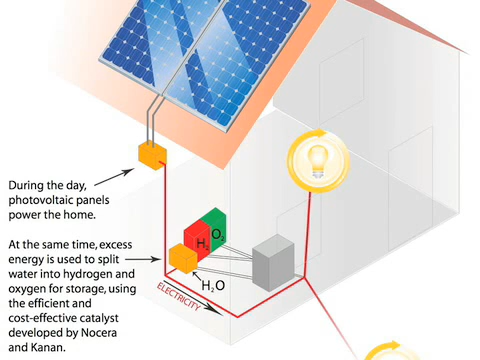 During the day,
photovoltaic panels
power the home.
At the same time, excess
energy is used to split
water into hydrogen and
oxygen for storage, using
the efficient and
cost-effective catalyst
developed by Nocera
and Kanan.
H₂
O₂
H₂O
ELECTRICITY